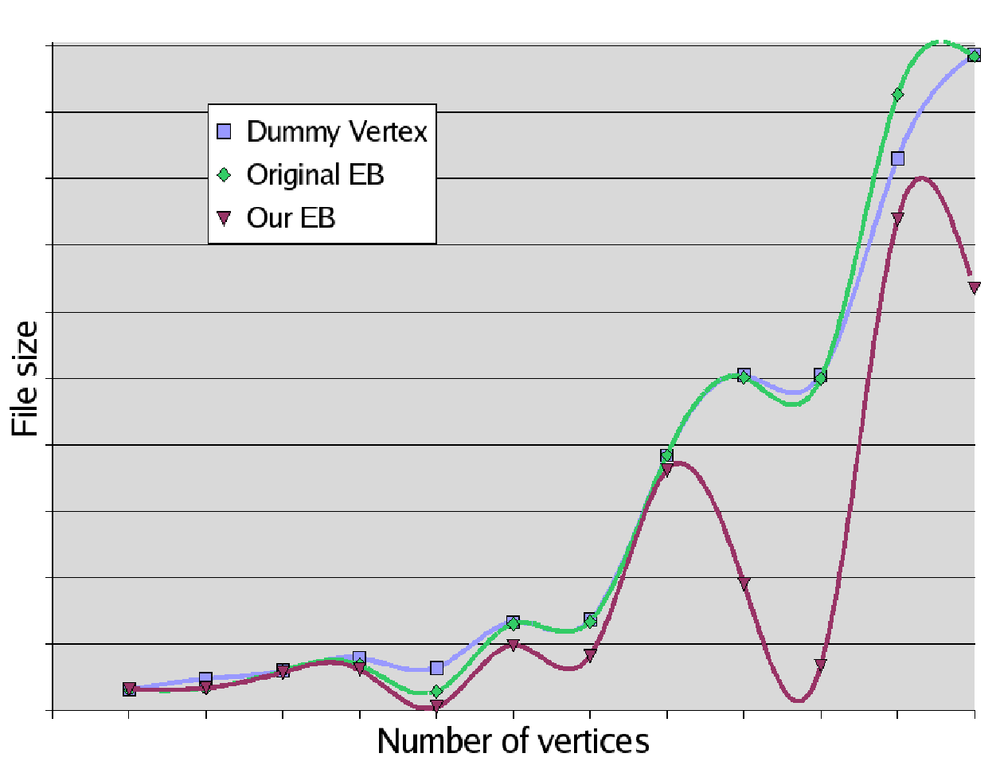 Dummy Vertex
Original EB
Our EB
File size
Number of vertices